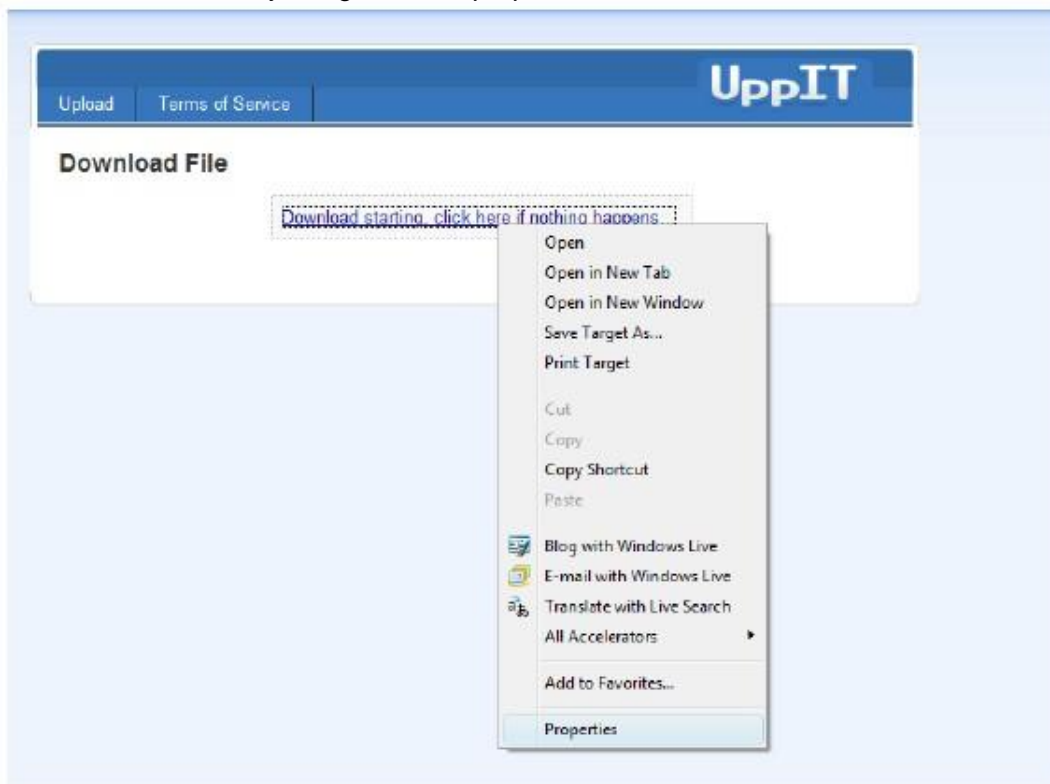 UppIT
Upload Terms of Service
Download File
Download starting, click here if nothing happens.
Open
Open in New Tab
Open in New Window
Save Target As...
Print Target
Cut
Copy
Copy Shortcut
Paste
Blog with Windows Live
E-mail with Windows Live
Translate with Live Search
All Accelerators
Add to Favorites...
Properties